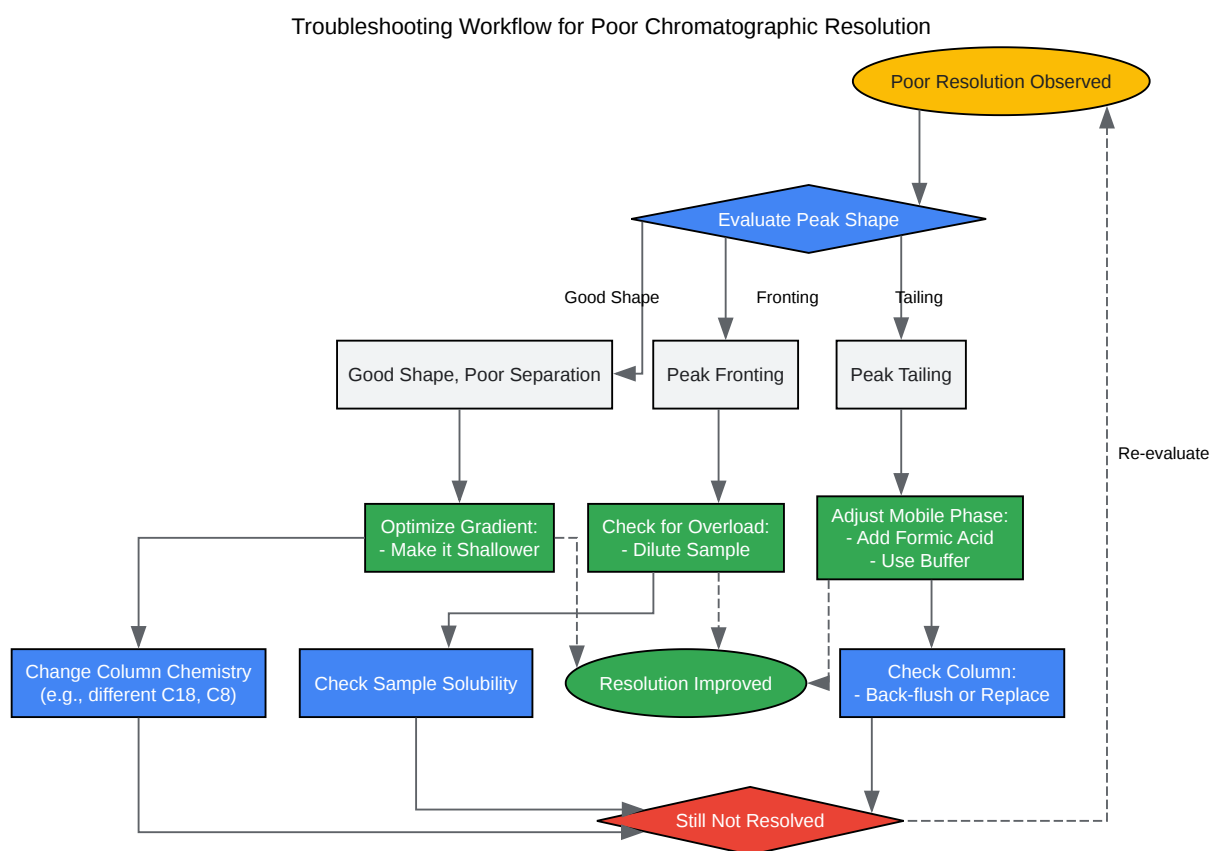 Troubleshooting Workflow for Poor Chromatographic Resolution
Poor Resolution Observed
Evaluate Peak Shape
Good Shape
Fronting
Tailing
Good Shape, Poor Separation
Peak Fronting
Peak Tailing
Re-evaluate
Optimize Gradient:
- Make it Shallower
Check for Overload:
- Dilute Sample
Adjust Mobile Phase:
- Add Formic Acid
- Use Buffer
Change Column Chemistry
(e.g., different C18, C8)
Check Sample Solubility
Resolution Improved
Check Column:
- Back-flush or Replace
Still Not Resolved